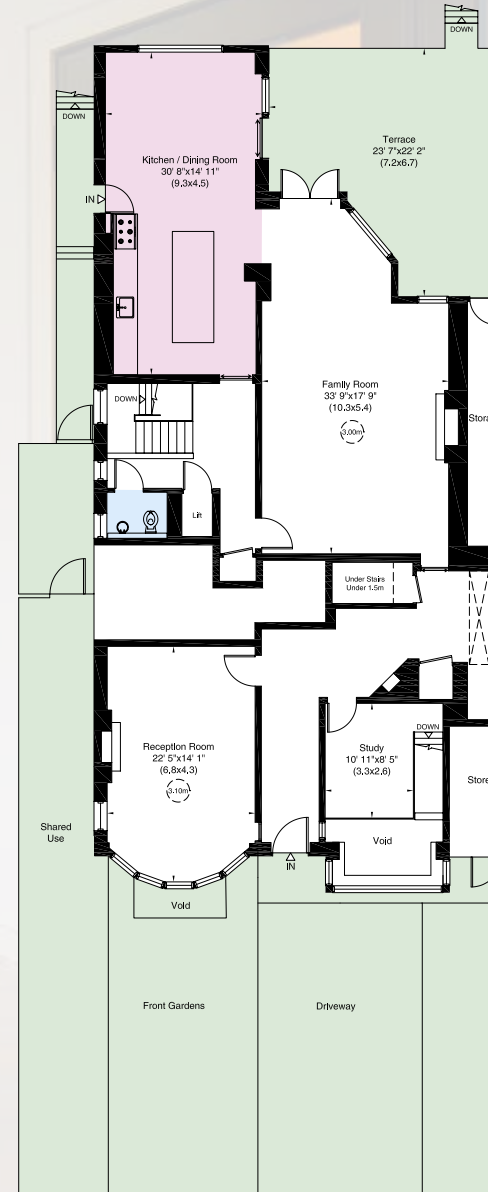 DOWN
DOWN
Terrace
23' 7"x22' 2"
(7.2x6.7)
Kitchen / Dining Room
30' 8"x14' 11"
(9.3x4.5)
IN
Family Room
33' 9"x17' 9"
(10.3x5.4)
3.00m
DOWN
Stora
Lift
Under Stairs
Under 1.5m
Reception Room
22' 5"x14' 1"
(6.8x4.3)
3.10m
DOWN
Study
10' 11"x8' 5"
(3.3x2.6)
Store
Shared
Use
Void
IN
Void
Front Gardens
Driveway